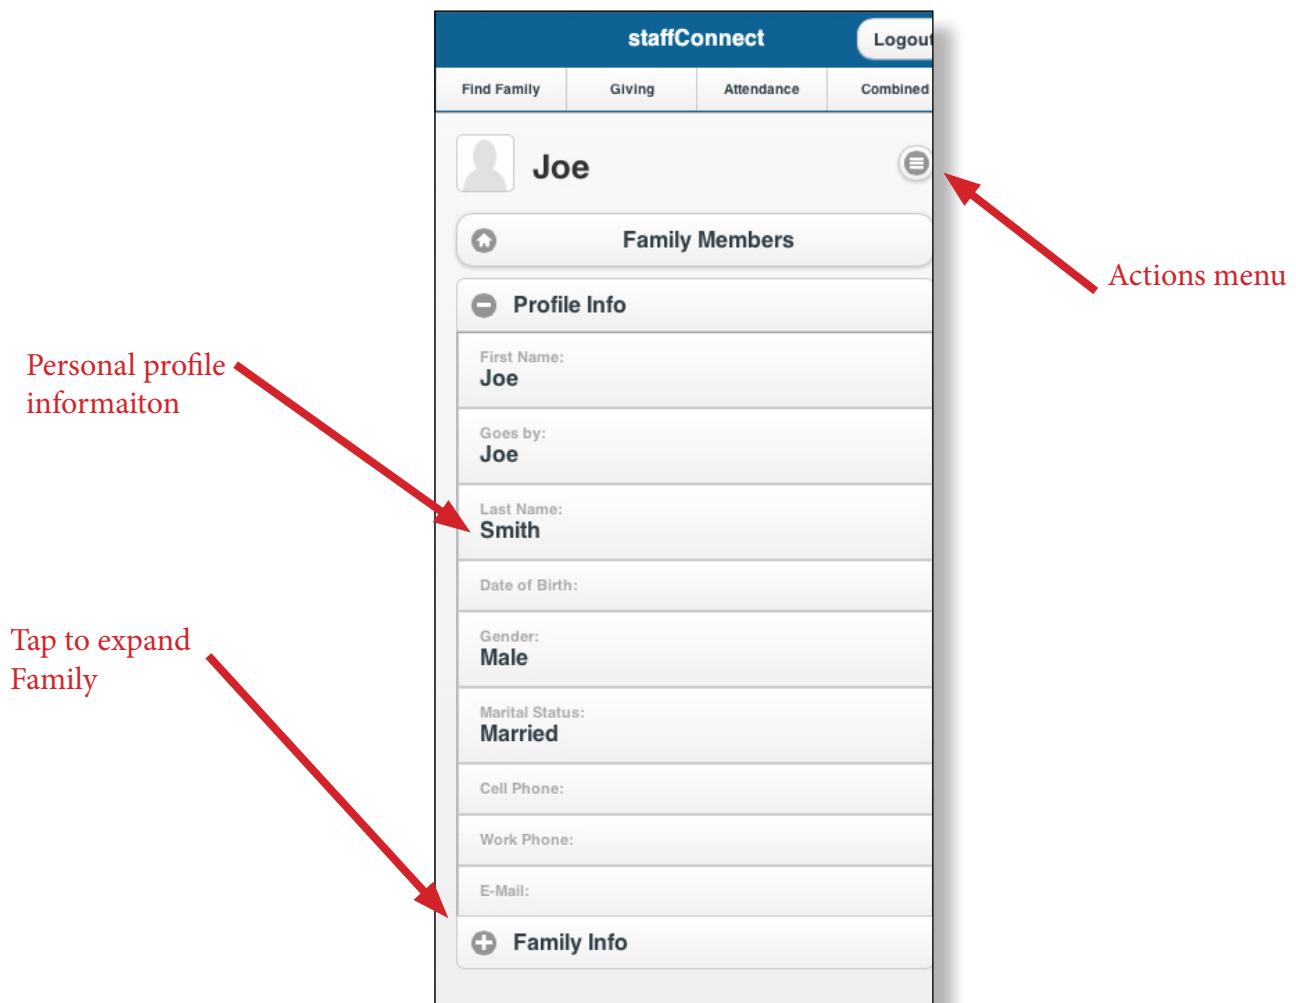 staffConnect
Logout
Find Family
Giving
Attendance
Combined
Joe
Family Members
Actions menu
Profile Info
First Name:
Joe
Personal profile
informaiton
Goes by:
Joe
Last Name:
Smith
Date of Birth:
Gender:
Male
Tap to expand
Family
Marital Status:
Married
Cell Phone:
Work Phone:
E-Mail:
Family Info